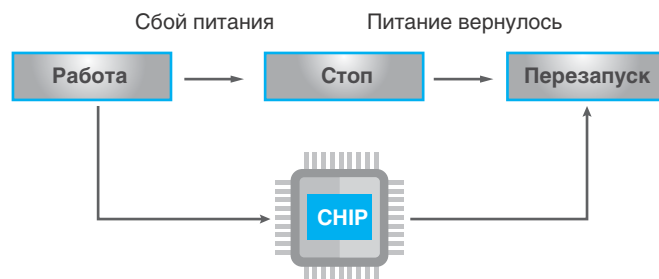 Сбой питания
Питание вернулось
Работа
Стоп
Перезапуск
CHIP